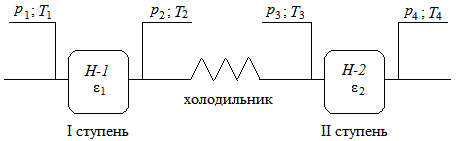 p1; T1 p2; T2 p3; T3 p4; T4
Н-1 Н-2
ε1 ε2
холодильник
I ступень II ступень